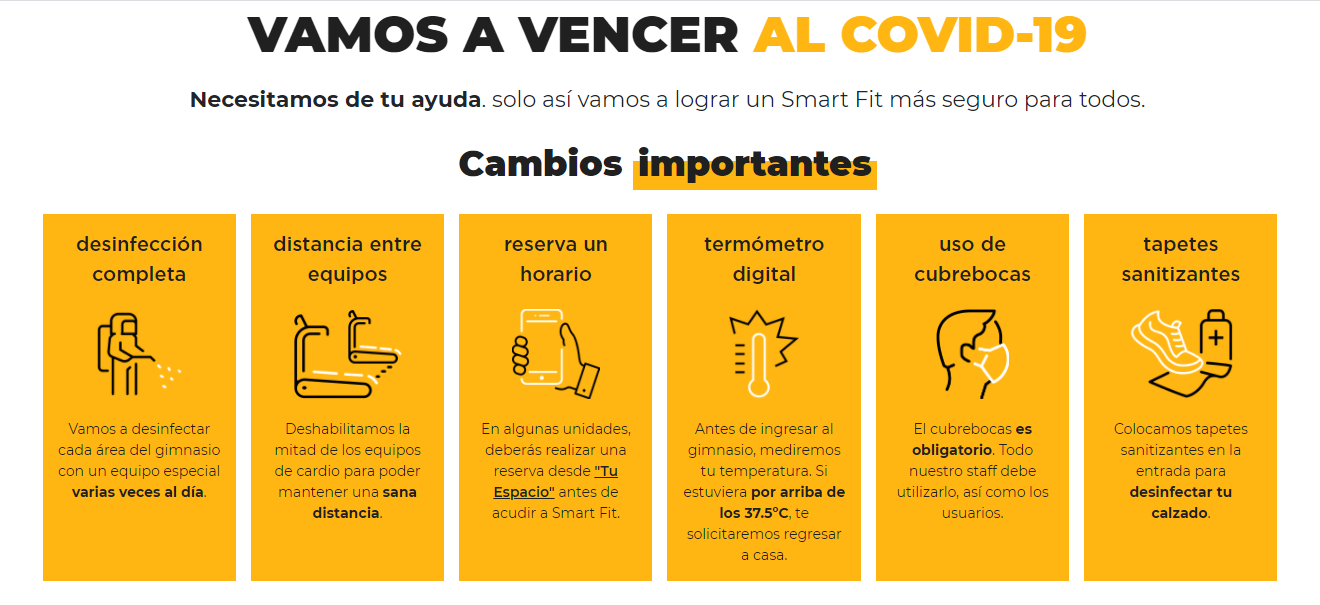 VAMOS A VENCER AL COVID-19
Necesitamos de tu ayuda. solo así vamos a lograr un Smart Fit más seguro para todos.
Cambios importantes
desinfección
completa
Vamos a desinfectar
cada área del gimnasio
con un equipo especial
varias veces al día.
distancia entre
equipos
Deshabilitamos la
mitad de los equipos
de cardio para poder
mantener una sana
distancia.
reserva un
horario
En algunas unidades,
deberás realizar una
reserva desde "Tu
Espacio" antes de
acudir a Smart Fit.
termómetro
digital
Antes de ingresar al
gimnasio, mediremos
tu temperatura. Si
estuviera por arriba de
los 37.5°C, te
solicitaremos regresar
a casa.
uso de
cubrebocas
El cubrebocas es
obligatorio. Todo
nuestro staff debe
utilizarlo, así como los
usuarios.
tapetes
sanitizantes
Colocamos tapetes
sanitizantes en la
entrada para
desinfectar tu
calzado.